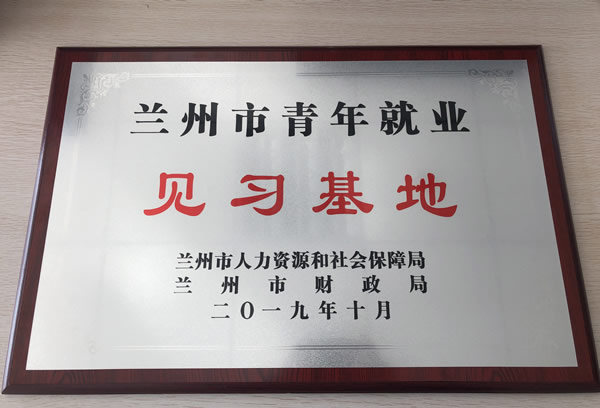 兰州市青年就业
见习基地
兰州市人力资源和社会保障局
兰州市财政局
二〇一九年十月